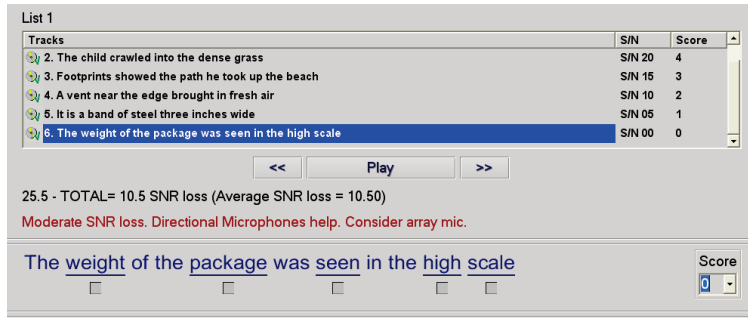 List 1
Tracks S/N Score
2. The child crawled into the dense grass S/N 20 4
3. Footprints showed the path he took up the beach S/N 15 3
4. A vent near the edge brought in fresh air S/N 10 2
5. It is a band of steel three inches wide S/N 05 1
6. The weight of the package was seen in the high scale S/N 00 0
<< Play >>
25.5 - TOTAL= 10.5 SNR loss (Average SNR loss = 10.50)
Moderate SNR loss. Directional Microphones help. Consider array mic.
The weight of the package was seen in the high scale
Score
0